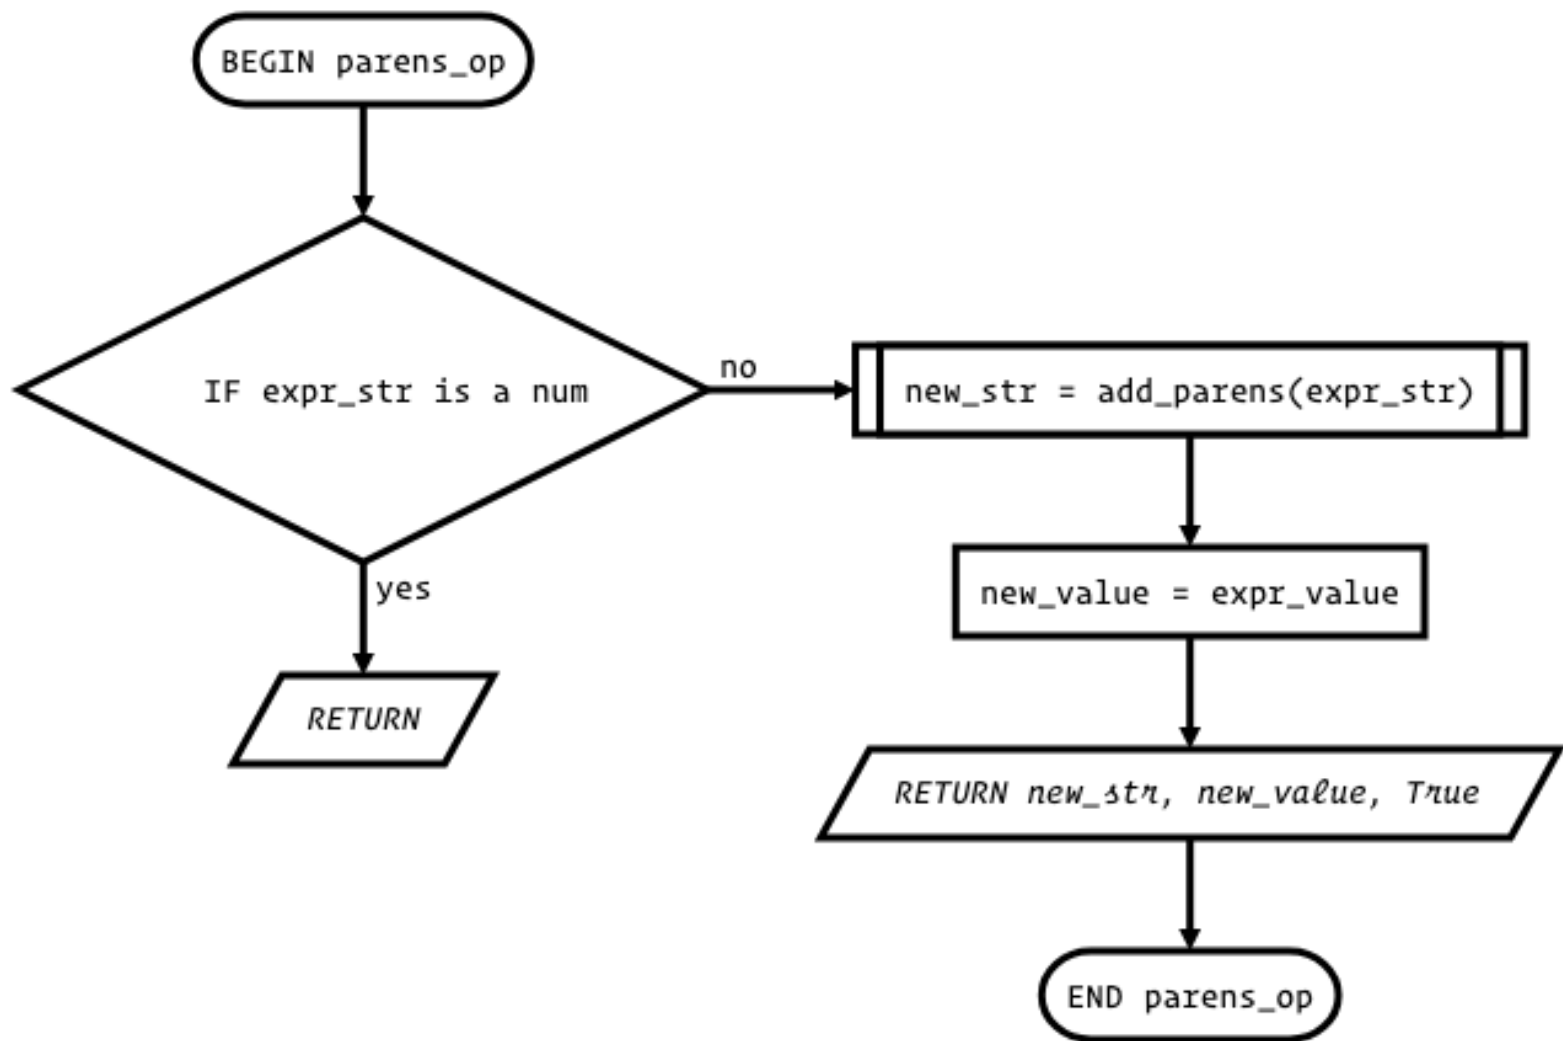 BEGIN parens_op
IF expr_str is a num
no
new_str = add_parens(expr_str)
yes
new_value = expr_value
RETURN
RETURN new_str, new_value, True
END parens_op